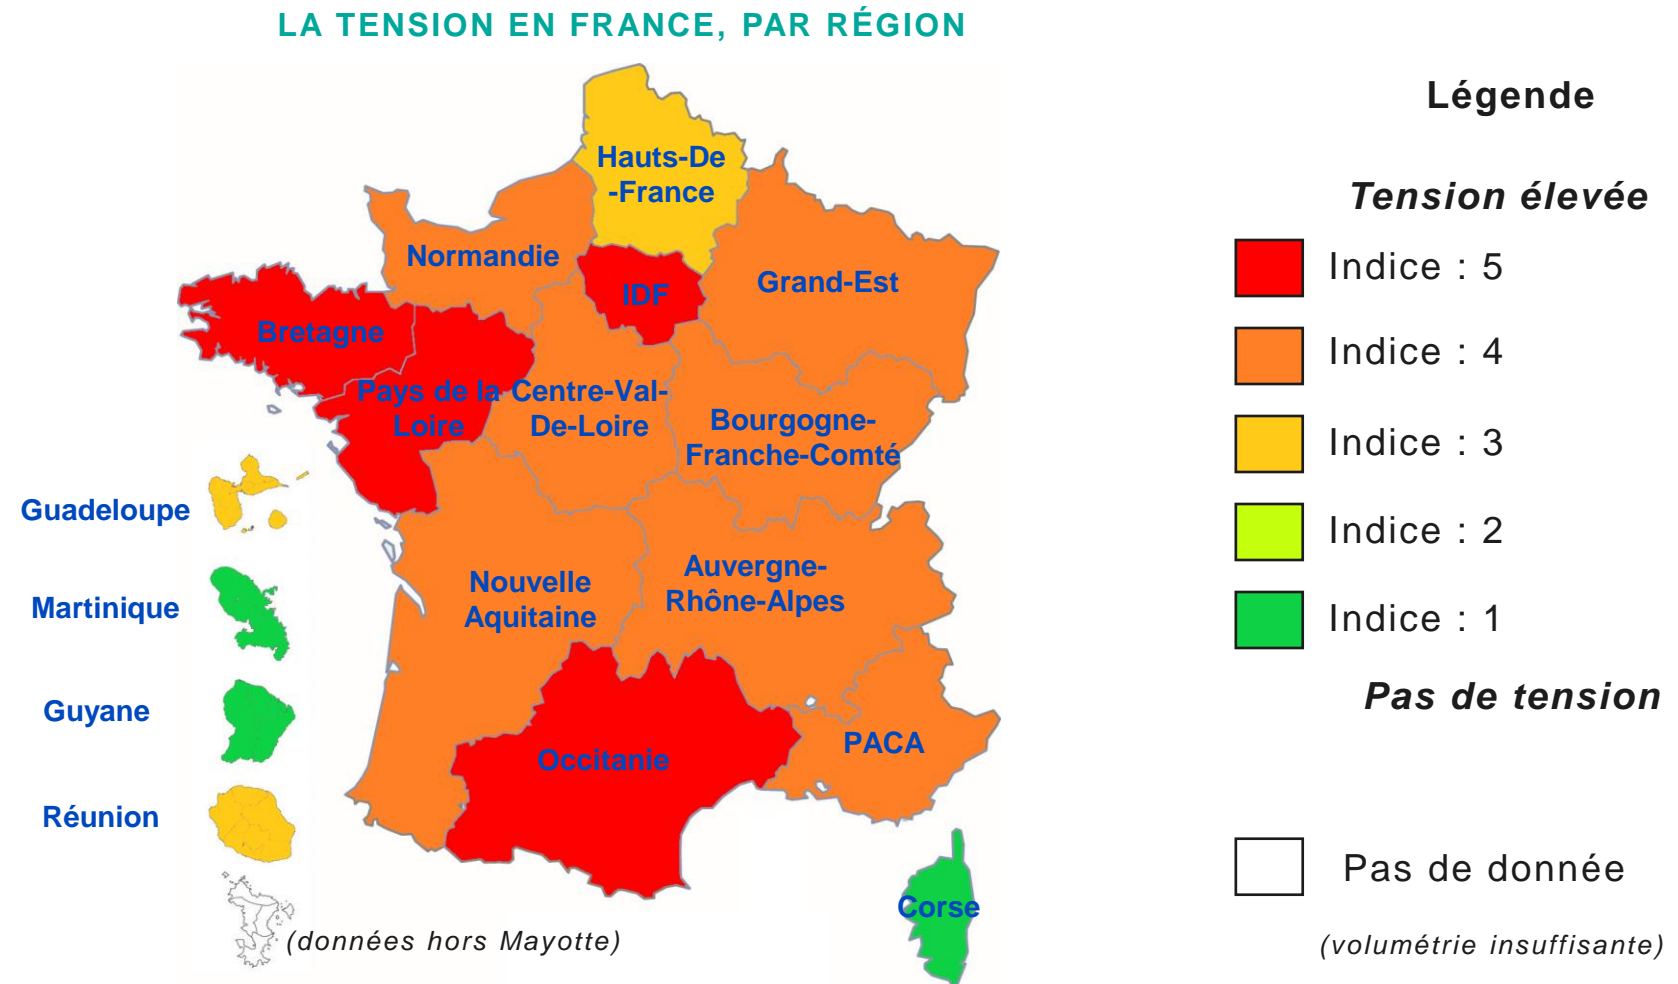 LA TENSION EN FRANCE, PAR RÉGION
Légende
Tension élevée
Indice : 5
Indice : 4
Indice : 3
Indice : 2
Indice : 1
Pas de tension
Pas de donnée
(volumétrie insuffisante)
Hauts-De
-France
Normandie
IDF
Grand-Est
Bretagne
Pays de la
Loire
Centre-Val-
De-Loire
Bourgogne-
Franche-Comté
Guadeloupe
Martinique
Guyane
Réunion
(données hors Mayotte)
Nouvelle
Aquitaine
Auvergne-
Rhône-Alpes
Occitanie
PACA
Corse